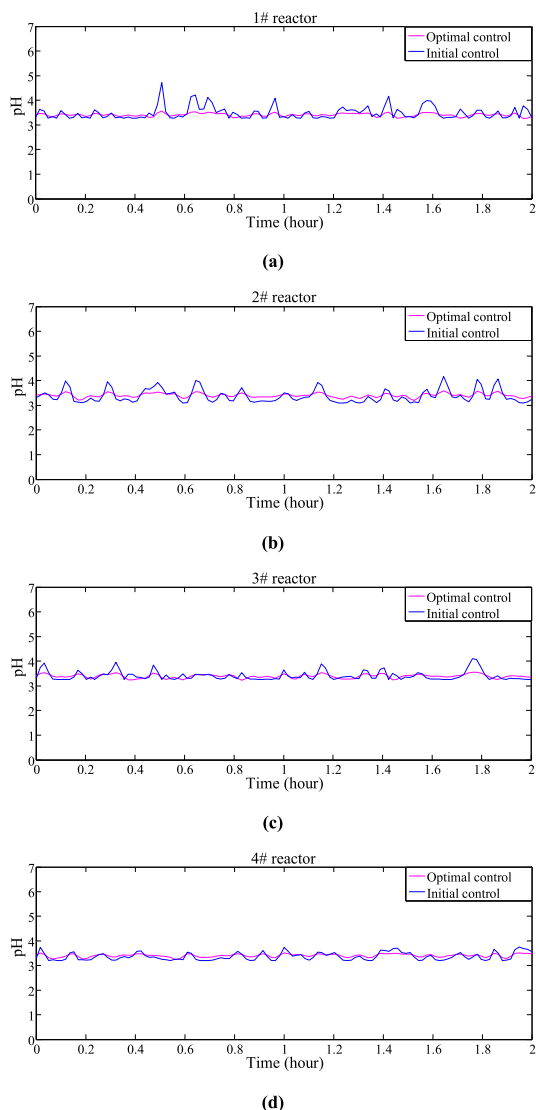 1# reactor
7
6
5
4
3
2
1
0
pH
Optimal control
Initial control
0 0.2 0.4 0.6 0.8 1 1.2 1.4 1.6 1.8 2
Time (hour)
(a)
2# reactor
7
6
5
4
3
2
1
0
pH
Optimal control
Initial control
0 0.2 0.4 0.6 0.8 1 1.2 1.4 1.6 1.8 2
Time (hour)
(b)
3# reactor
7
6
5
4
3
2
1
0
pH
Optimal control
Initial control
0 0.2 0.4 0.6 0.8 1 1.2 1.4 1.6 1.8 2
Time (hour)
(c)
4# reactor
7
6
5
4
3
2
1
0
pH
Optimal control
Initial control
0 0.2 0.4 0.6 0.8 1 1.2 1.4 1.6 1.8 2
Time (hour)
(d)